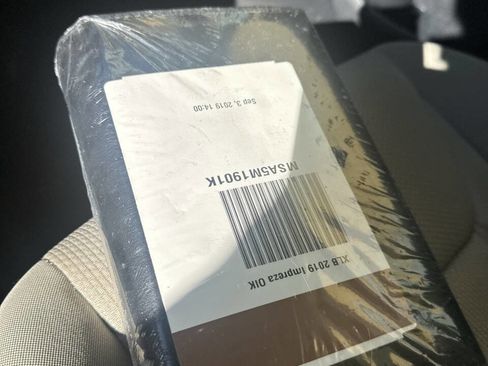 XLB 2019 Impreza OIK
MSA5M1901K
Sep 3, 2019 14:00